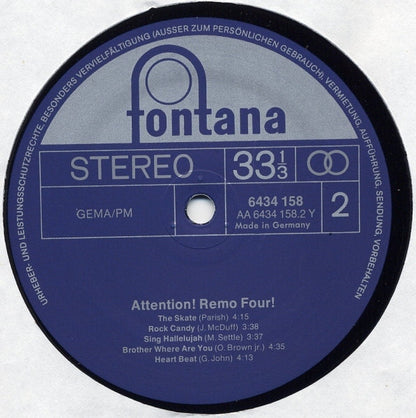 URHEBER- UND LEISTUNGSSCHUTZRECHTE, BESONDERS VERVIELFÄLTIGUNG (AUSSER ZUM PERSÖNLICHEN GEBRAUCH), VERMIETUNG, AUFFÜHRUNG, SENDUNG, VORBEHALTEN
fontana
STEREO 33 1/3
GEMA/PM
6434 158
AA 6434 158.2 Y
Made in Germany
2
Attention! Remo Four!
The Skate (Parish) 4:15
Rock Candy (J. McDuff) 3:38
Sing Hallelujah (M. Settle) 3:37
Brother Where Are You (O. Brown jr.) 4:35
Heart Beat (G. John) 4:13